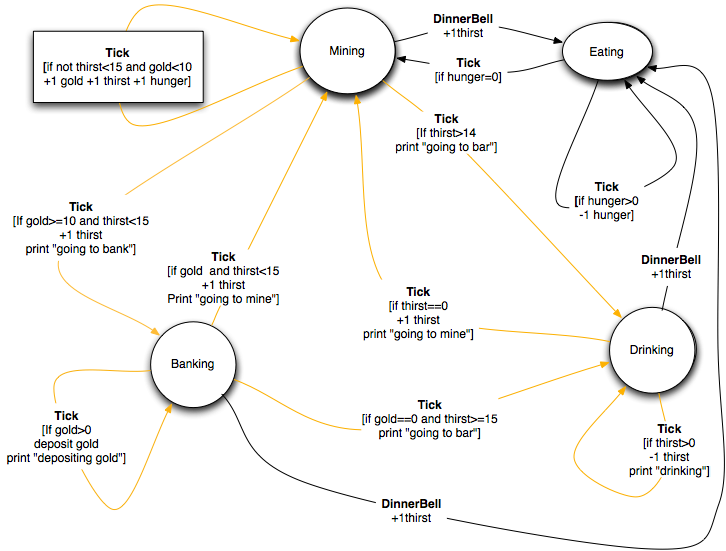 Mining
DinnerBell
+1thirst
Eating
Tick
[if not thirst<15 and gold<10
+1 gold +1 thirst +1 hunger]
Tick
[if hunger=0]
Tick
[If thirst>14
print "going to bar")
Tick
[if hunger>0
-1 hunger]
Tick
[If gold>=10 and thirst<15
+1 thirst
print "going to bank"]
Tick
[if gold  and thirst<15
+1 thirst
Print "going to mine"]
DinnerBell
+1thirst
Tick
[if thirst==0
+1 thirst
print "going to mine"]
Banking
Drinking
Tick
[If gold>0
deposit gold
print "depositing gold"]
Tick
[if gold==0 and thirst>=15
print "going to bar"]
Tick
[if thirst>0
-1 thirst
print "drinking"]
DinnerBell
+1thirst